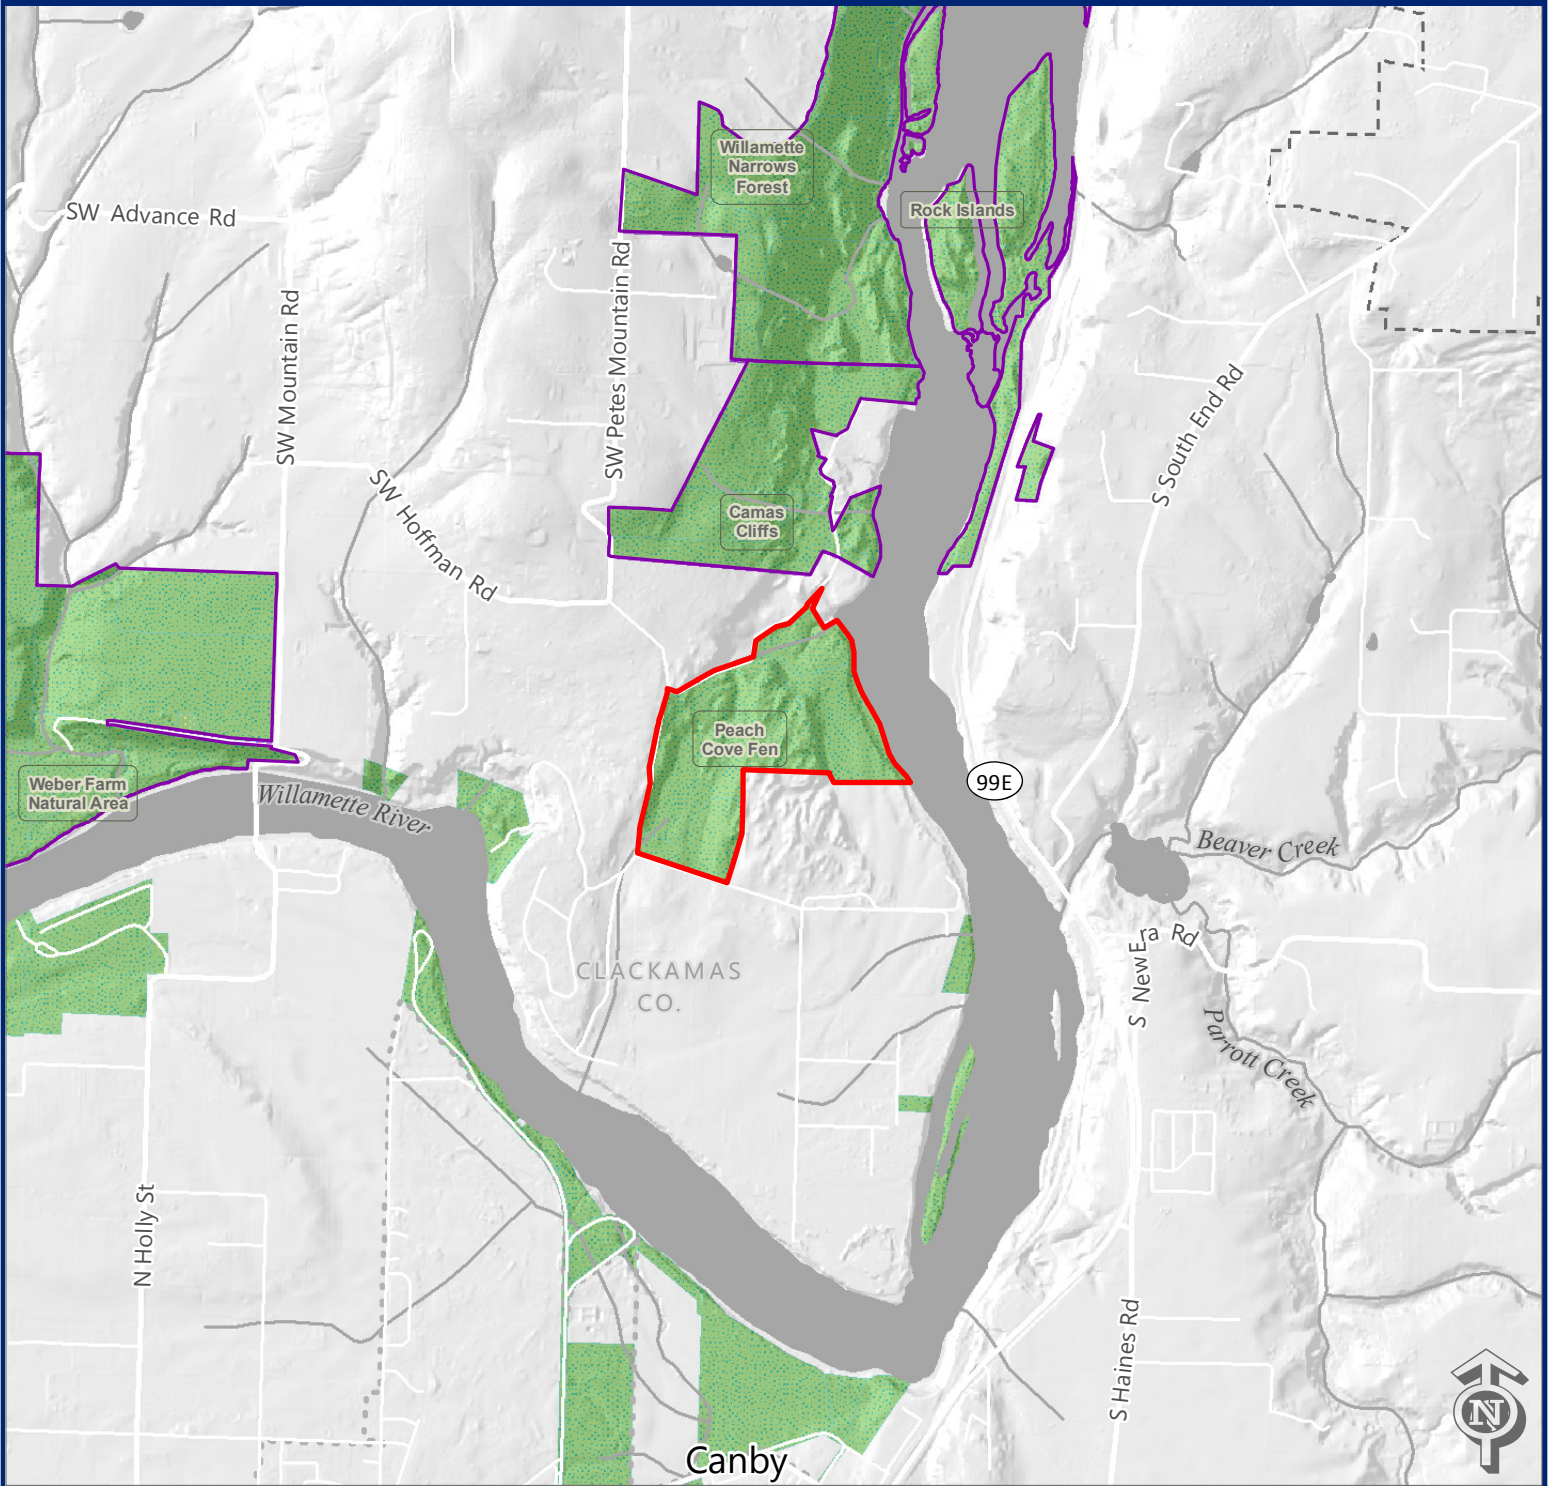 Willamette
Narrows
Forest
Rock Islands
SW Advance Rd
SW Mountain Rd
SW Petes Mountain Rd
S South End Rd
SW Hoffman Rd
Camas
Cliffs
Peach
Cove Fen
Weber Farm
Natural Area
Willamette River
99E
Beaver Creek
S New Era Rd
CLACKAMAS
CO.
Parrott Creek
N Holly St
S Haines Rd
N
Canby